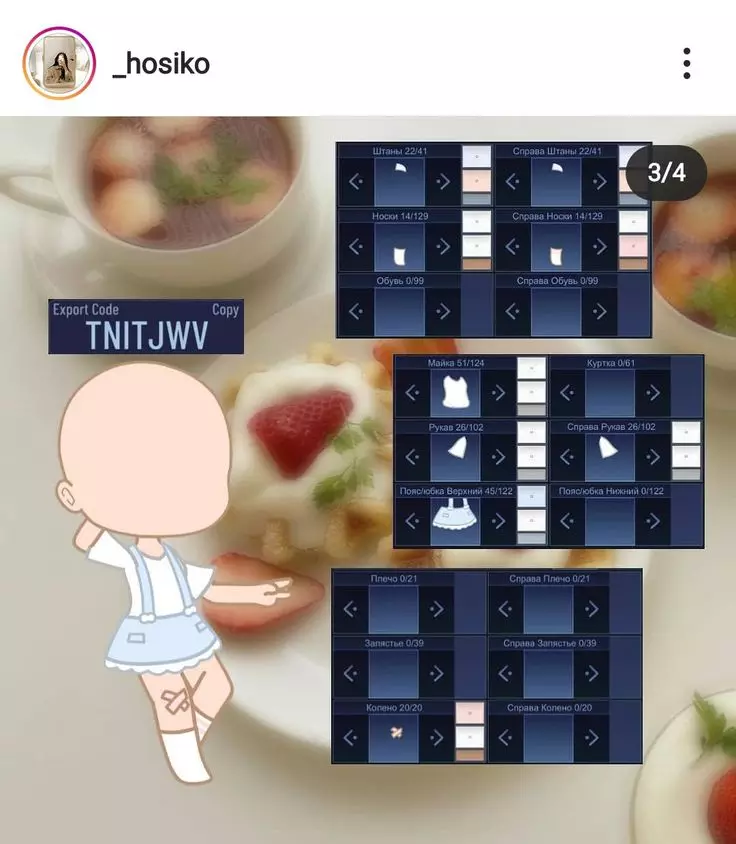 _hosiko
3/4
Штаны 22/41
Справа Штаны 22/41
Носки 14/129
Справа Носки 14/129
Обувь 0/99
Справа Обувь 0/99
Export Code
Copy
TNITJWV
Майка 51/124
Куртка 0/61
Рукав 26/102
Справа Рукав 26/102
Пояс/юбка Верхний 45/122
Пояс/юбка Нижний 0/122
Плечо 0/21
Справа Плечо 0/21
Запястье 0/39
Справа Запястье 0/39
Колено 20/20
Справа Колено 0/20